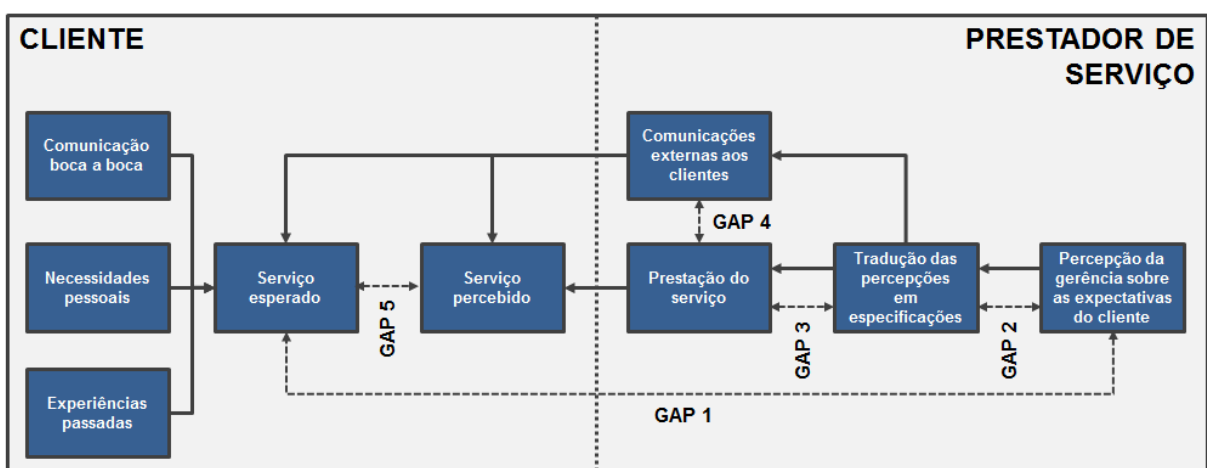 CLIENTE
PRESTADOR DE
SERVIÇO
Comunicação
boca a boca
Necessidades
pessoais
Experiências
passadas
Serviço
esperado
GAP 5
Serviço
percebido
Comunicações
externas aos
clientes
GAP 4
Prestação do
serviço
GAP 3
Tradução das
percepções
em
especificações
GAP 2
Percepção da
gerência sobre
as expectativas
do cliente
GAP 1